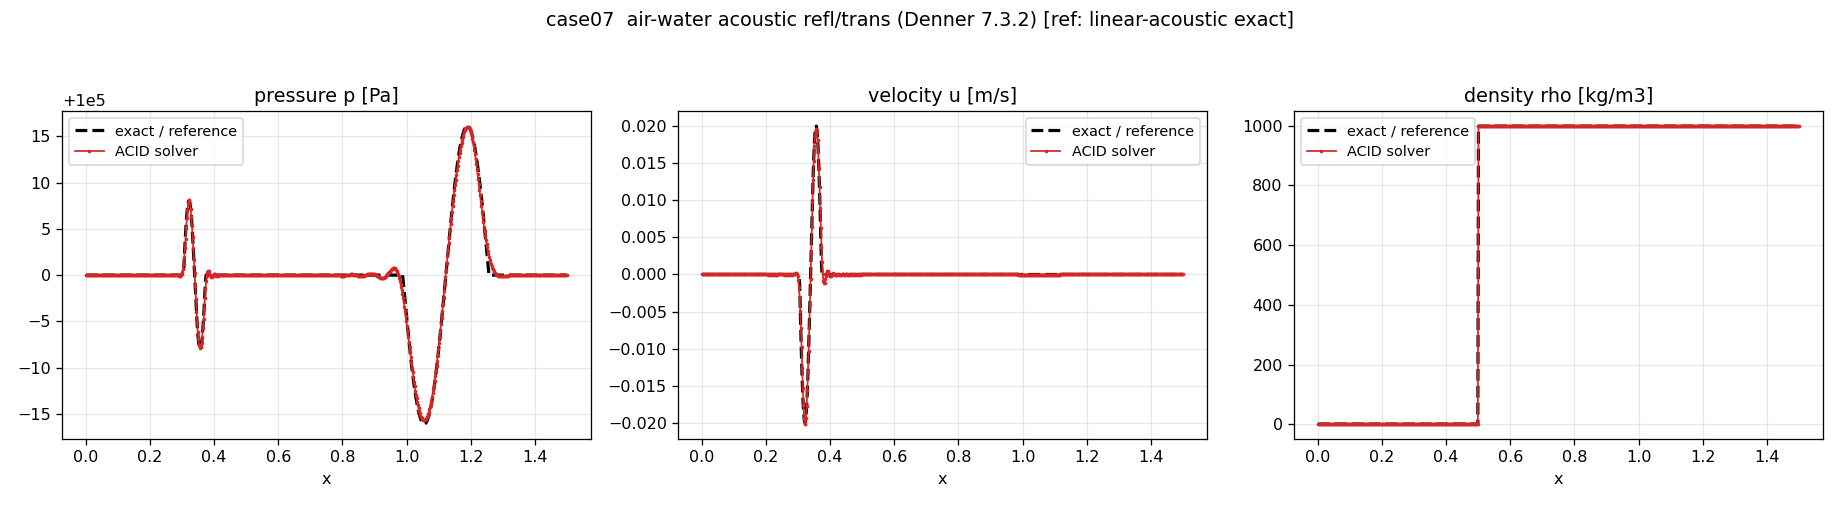 case07  air-water acoustic refl/trans (Denner 7.3.2) [ref: linear-acoustic exact]
pressure p [Pa]
+1e5
exact / reference
ACID solver
15
10
5
0
−5
−10
−15
0.0 0.2 0.4 0.6 0.8 1.0 1.2 1.4
x
velocity u [m/s]
exact / reference
ACID solver
0.020
0.015
0.010
0.005
0.000
−0.005
−0.010
−0.015
−0.020
0.0 0.2 0.4 0.6 0.8 1.0 1.2 1.4
x
density rho [kg/m3]
exact / reference
ACID solver
1000
800
600
400
200
0
0.0 0.2 0.4 0.6 0.8 1.0 1.2 1.4
x